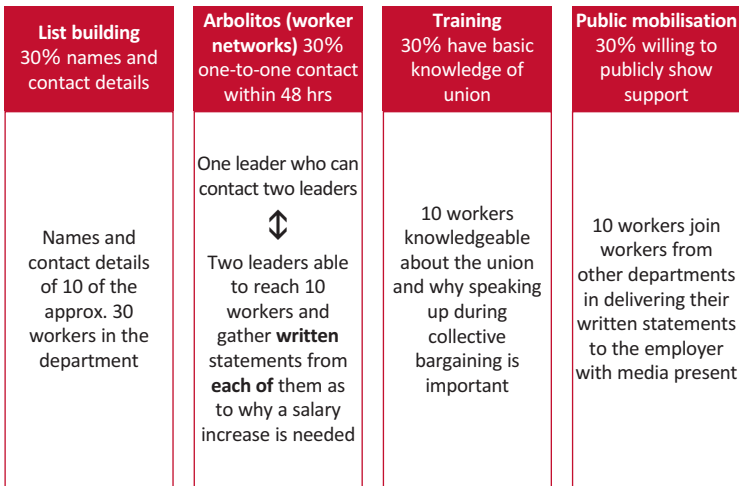 List building
30% names and
contact details
Names and
contact details
of 10 of the
approx. 30
workers in the
department
Arbolitos (worker
networks) 30%
one-to-one contact
within 48 hrs
One leader who can
contact two leaders
Two leaders able
to reach 10
workers and
gather written
statements from
each of them as
to why a salary
increase is needed
Training
30% have basic
knowledge of
union
10 workers
knowledgeable
about the union
and why speaking
up during
collective
bargaining is
important
Public mobilisation
30% willing to
publicly show
support
10 workers join
workers from
other departments
in delivering their
written statements
to the employer
with media present